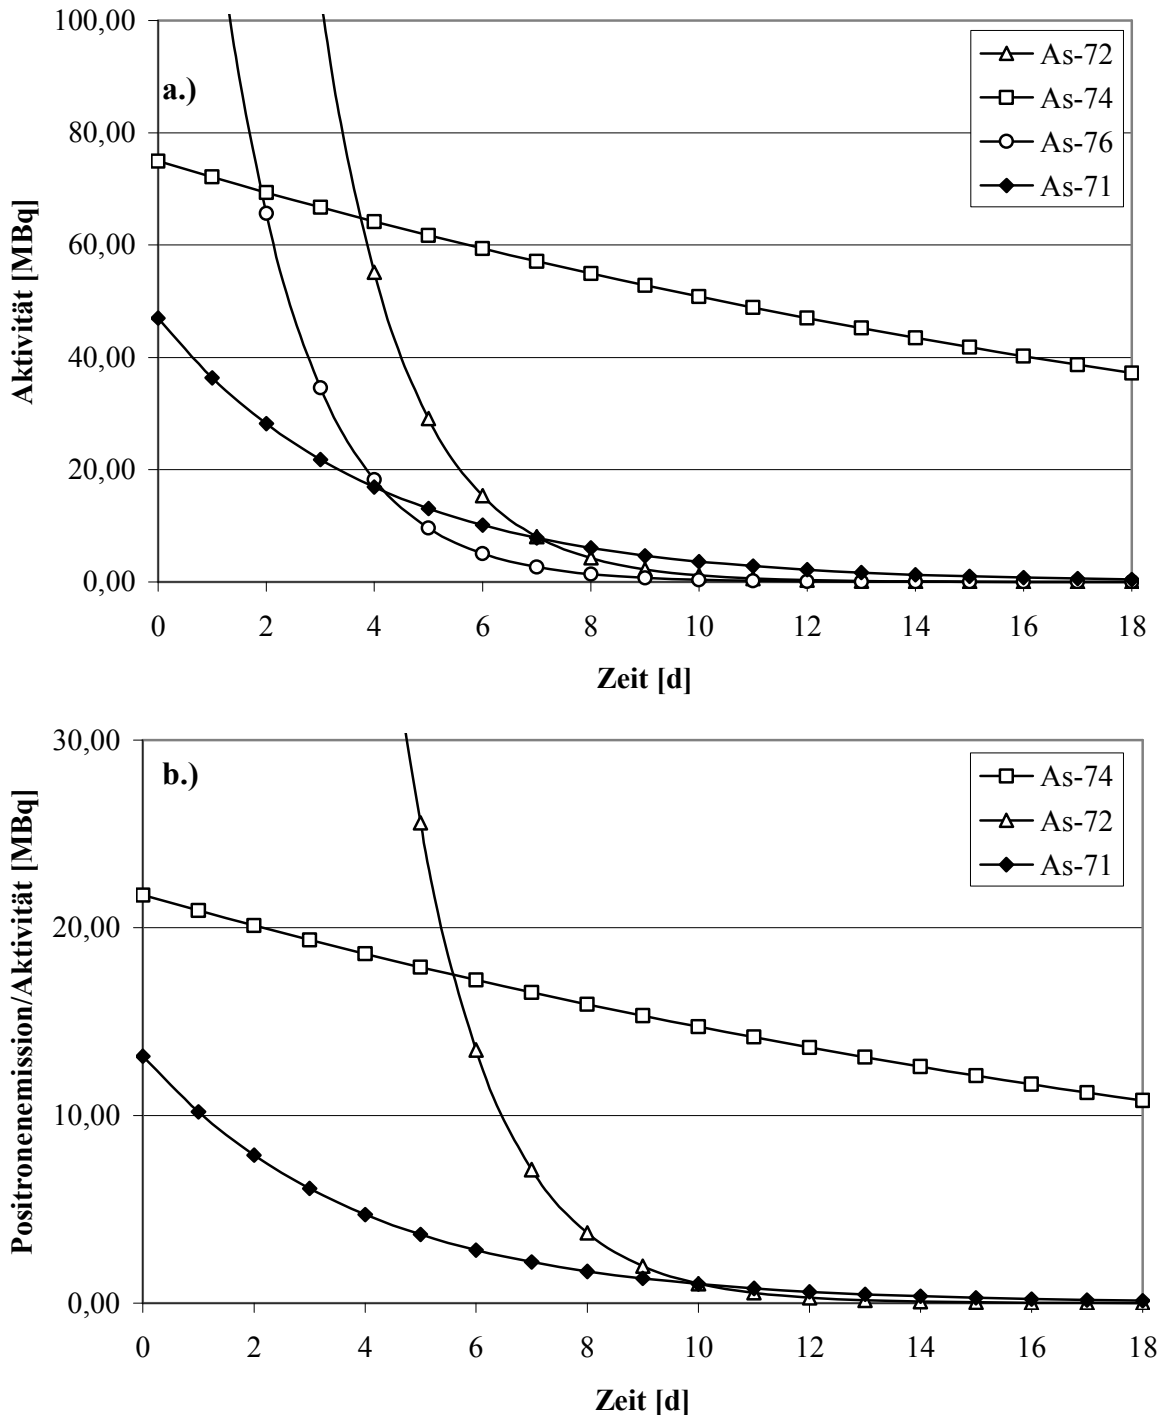 100,00
a.)
As-72
As-74
As-76
As-71
80,00
60,00
40,00
20,00
0,00
Aktivität [MBq]
0 2 4 6 8 10 12 14 16 18
Zeit [d]
30,00
b.)
As-74
As-72
As-71
20,00
10,00
0,00
Positronenemission/Aktivität [MBq]
0 2 4 6 8 10 12 14 16 18
Zeit [d]